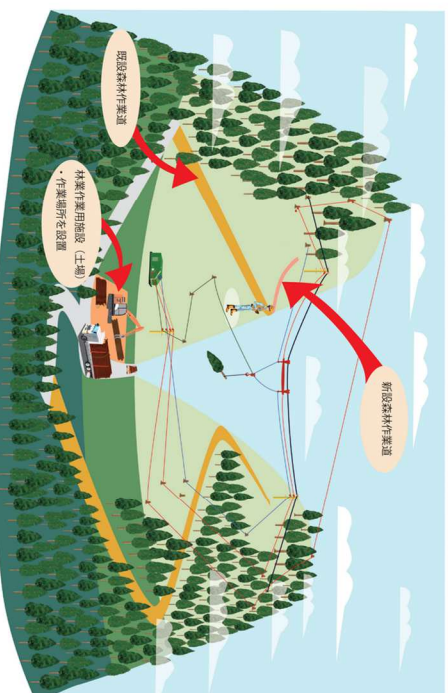 既設森林作業道
林業作業用施設（土場）
・作業場所を設置
新設森林作業道